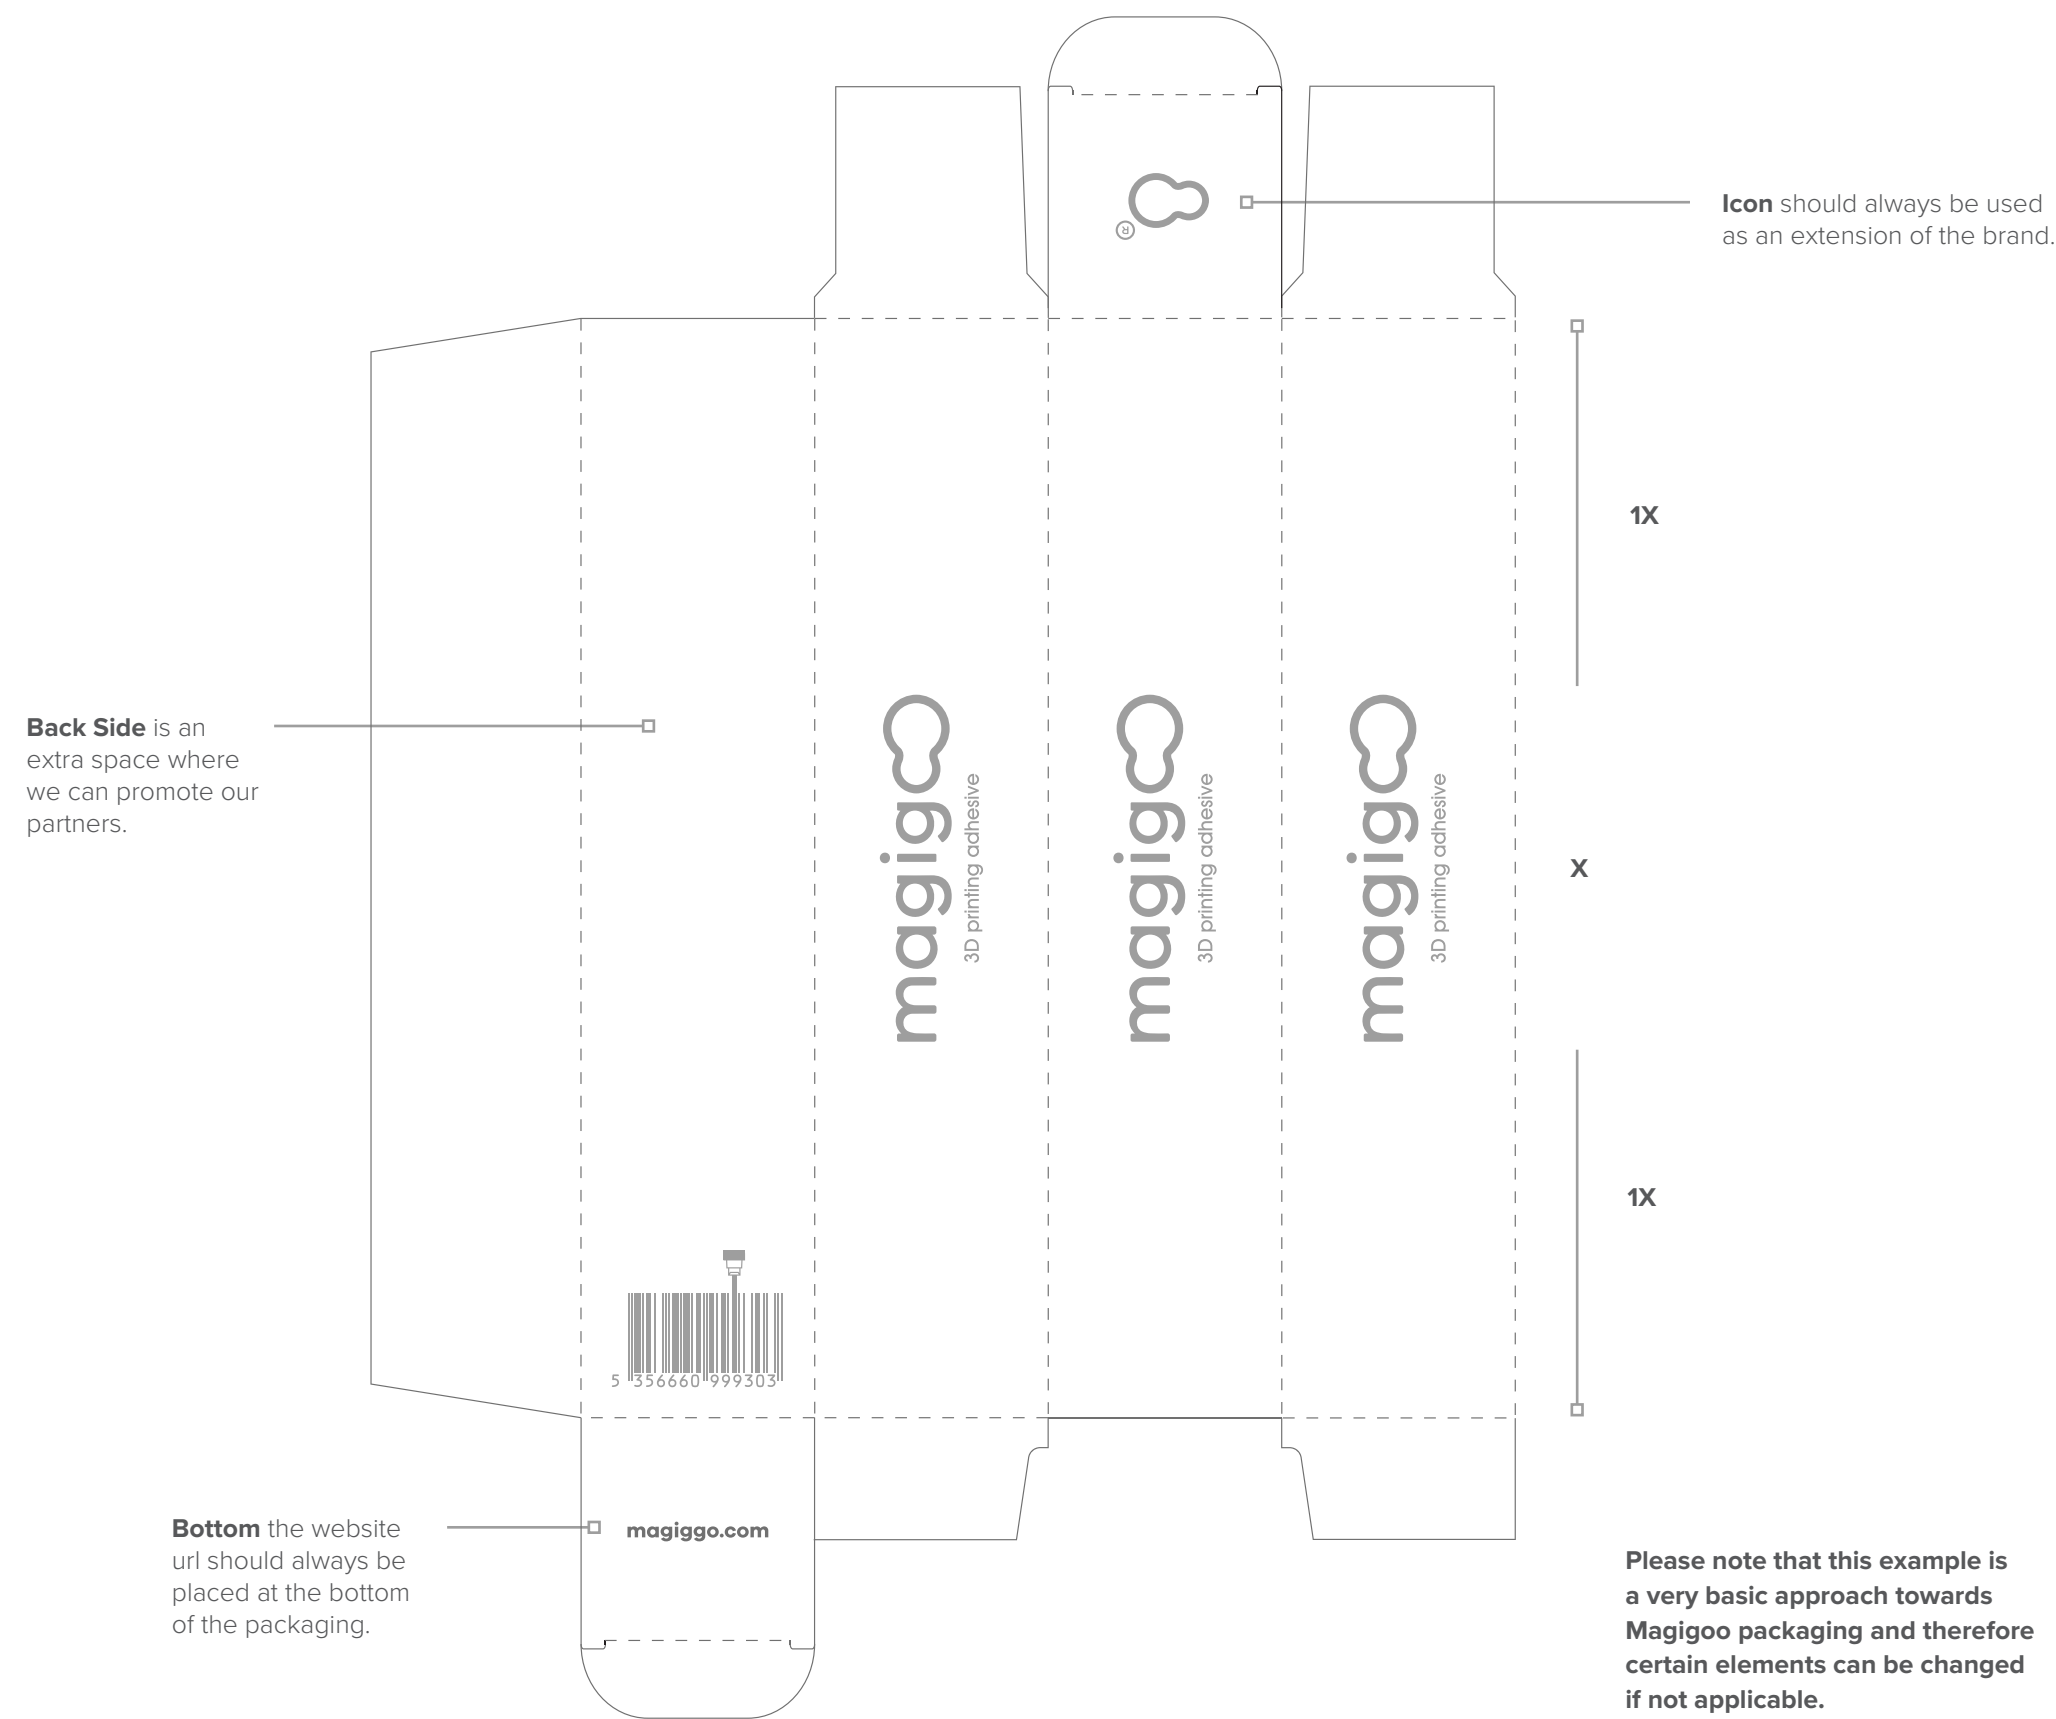 Icon should always be used
as an extension of the brand.
®
1X
Back Side is an
extra space where
we can promote our
partners.
magigoo
3D printing adhesive
magigoo
3D printing adhesive
magigoo
3D printing adhesive
X
1X
5 356660 999303
Bottom the website
url should always be
placed at the bottom
of the packaging.
magiggo.com
Please note that this example is
a very basic approach towards
Magigoo packaging and therefore
certain elements can be changed
if not applicable.